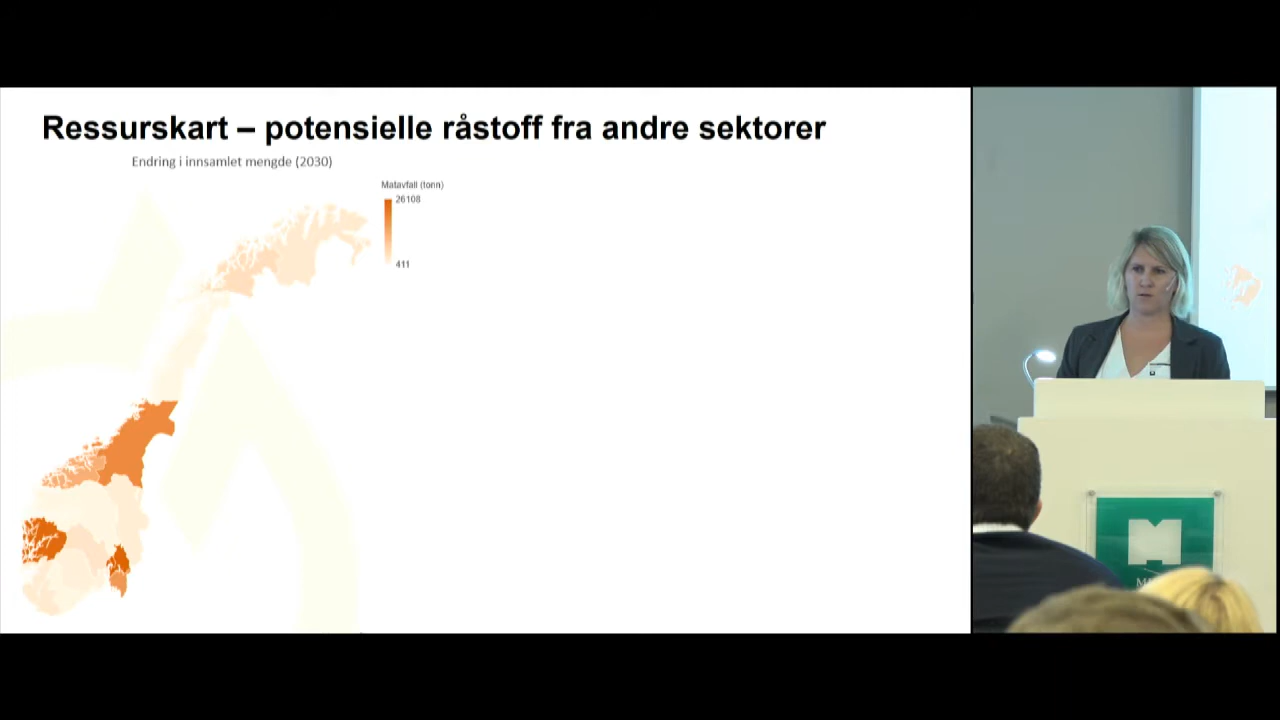 Ressurskart – potensielle råstoff fra andre sektorer
Endring i innsamlet mengde (2030)
Matavfall (tonn)
26108
411